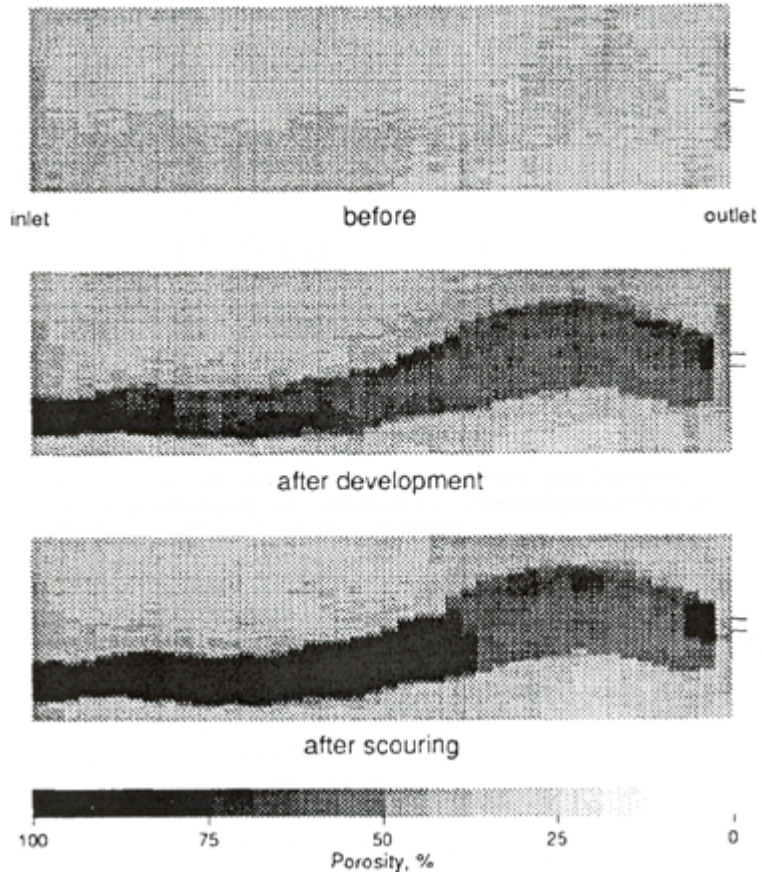 inlet before outlet
after development
after scouring
100 75 50 25 0
Porosity, %